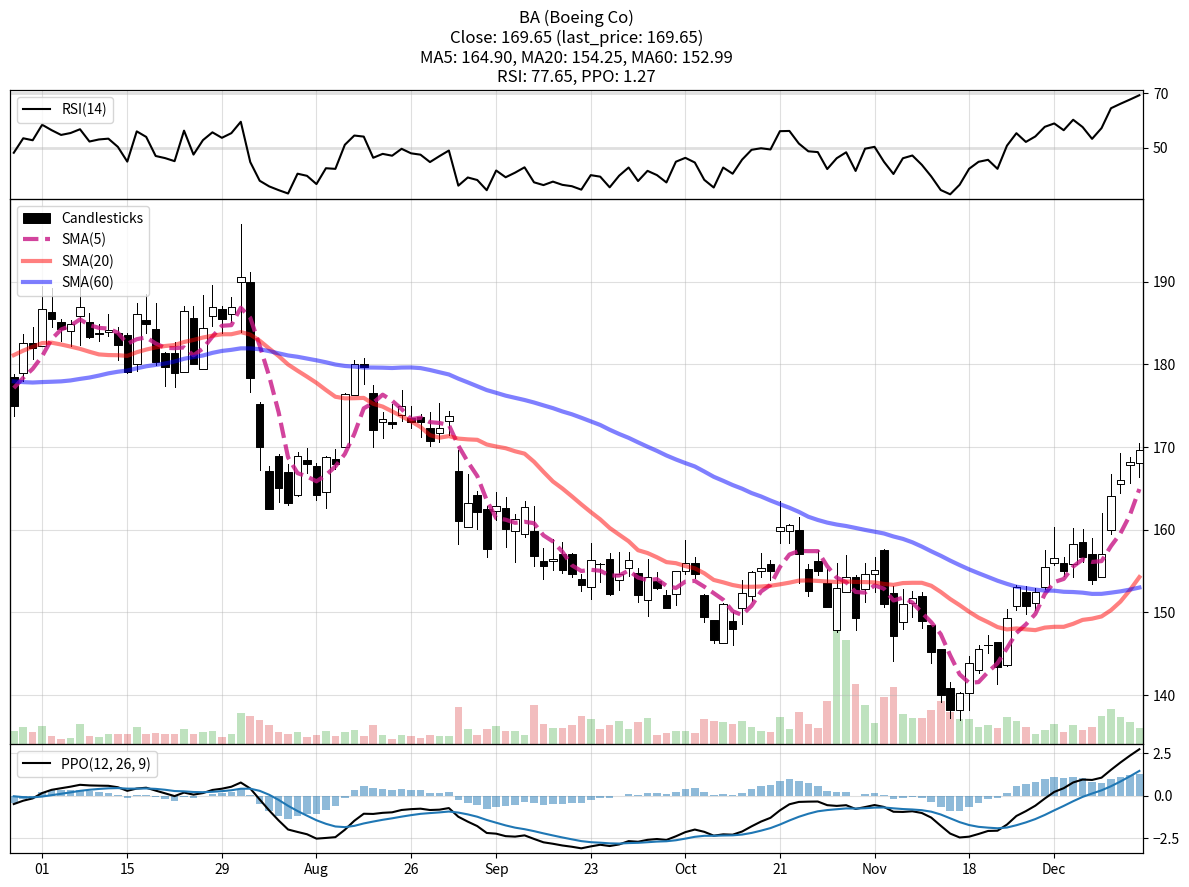 BA (Boeing Co)
Close: 169.65 (last_price: 169.65)
MA5: 164.90, MA20: 154.25, MA60: 152.99
RSI: 77.65, PPO: 1.27
RSI(14)
70
50
Candlesticks
SMA(5)
SMA(20)
SMA(60)
190
180
170
160
150
140
PPO(12, 26, 9)
2.5
0.0
−2.5
01 15 29 Aug 26 Sep 23 Oct 21 Nov 18 Dec